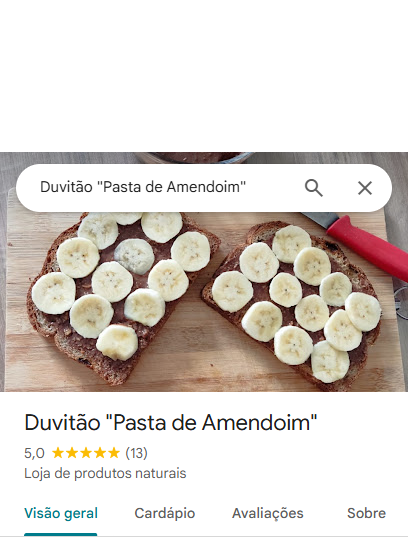 Duvitão "Pasta de Amendoim"
Duvitão "Pasta de Amendoim"
5,0 ★★★★★ (13)
Loja de produtos naturais
Visão geral Cardápio Avaliações Sobre